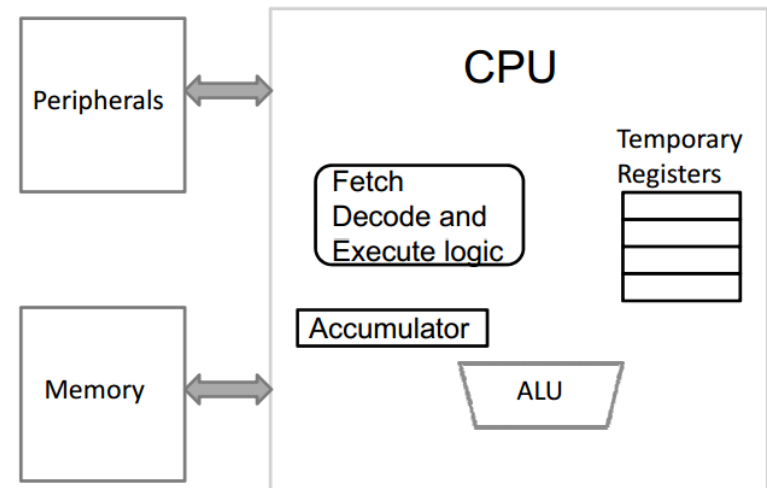 CPU
Peripherals
Temporary
Registers
Fetch
Decode and
Execute logic
Accumulator
Memory
ALU